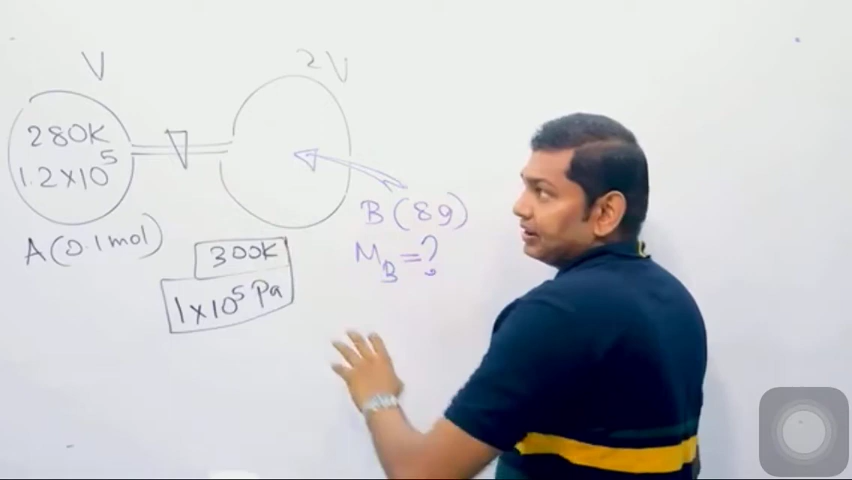 V
2V
280K
1.2×10⁵
A(0.1mol)
B(8g)
M_B=?
300K
1×10⁵ Pa